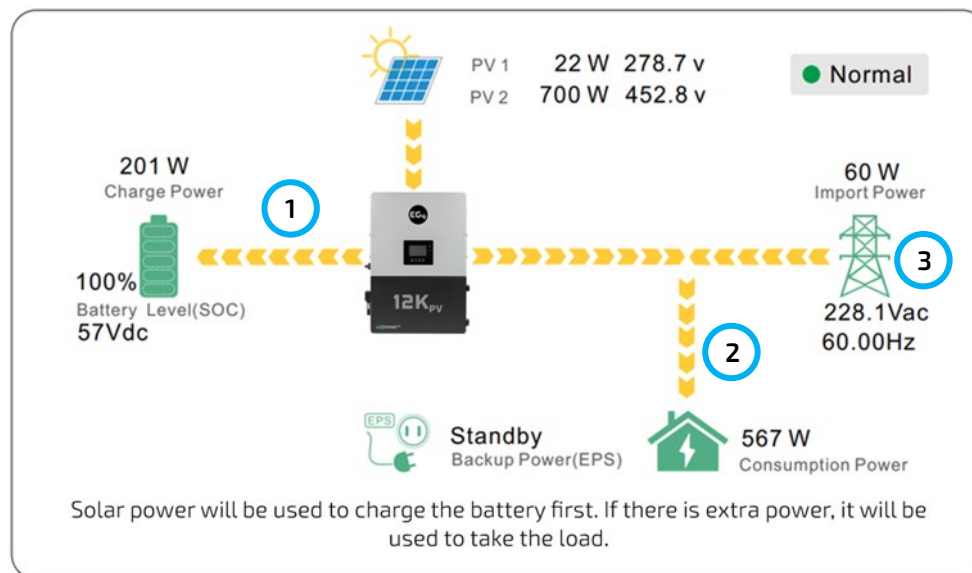 PV 1 22 W 278.7 v
PV 2 700 W 452.8 v
Normal
201 W
Charge Power
1
60 W
Import Power
EG4
3
100%
Battery Level(SOC)
57Vdc
12KPV
228.1Vac
60.00Hz
2
EPS
Standby
Backup Power(EPS)
567 W
Consumption Power
Solar power will be used to charge the battery first. If there is extra power, it will be
used to take the load.